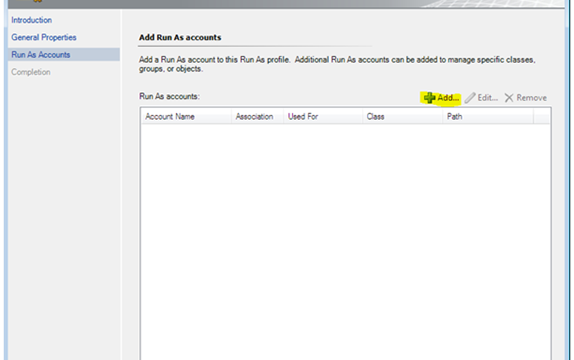 Introduction
General Properties
Run As Accounts
Completion
Add Run As accounts
Add a Run As account to this Run As profile. Additional Run As accounts can be added to manage specific classes,
groups, or objects.
Run As accounts:
Add... Edit... Remove
Account Name Association Used For Class Path